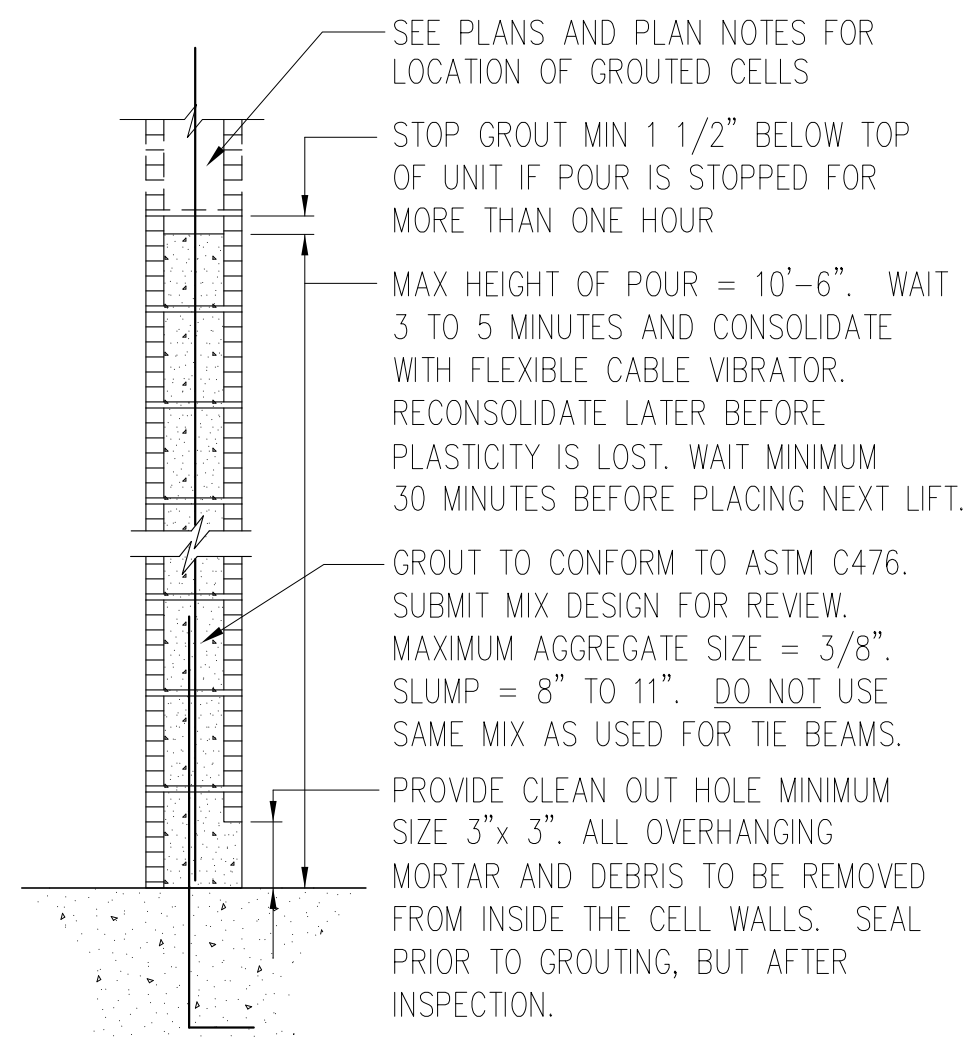 SEE PLANS AND PLAN NOTES FOR
LOCATION OF GROUTED CELLS
STOP GROUT MIN 1 1/2" BELOW TOP
OF UNIT IF POUR IS STOPPED FOR
MORE THAN ONE HOUR
MAX HEIGHT OF POUR = 10'-6". WAIT
3 TO 5 MINUTES AND CONSOLIDATE
WITH FLEXIBLE CABLE VIBRATOR.
RECONSOLIDATE LATER BEFORE
PLASTICITY IS LOST. WAIT MINIMUM
30 MINUTES BEFORE PLACING NEXT LIFT.
GROUT TO CONFORM TO ASTM C476.
SUBMIT MIX DESIGN FOR REVIEW.
MAXIMUM AGGREGATE SIZE = 3/8".
SLUMP = 8" TO 11". DO NOT USE
SAME MIX AS USED FOR TIE BEAMS.
PROVIDE CLEAN OUT HOLE MINIMUM
SIZE 3"x 3". ALL OVERHANGING
MORTAR AND DEBRIS TO BE REMOVED
FROM INSIDE THE CELL WALLS. SEAL
PRIOR TO GROUTING, BUT AFTER
INSPECTION.